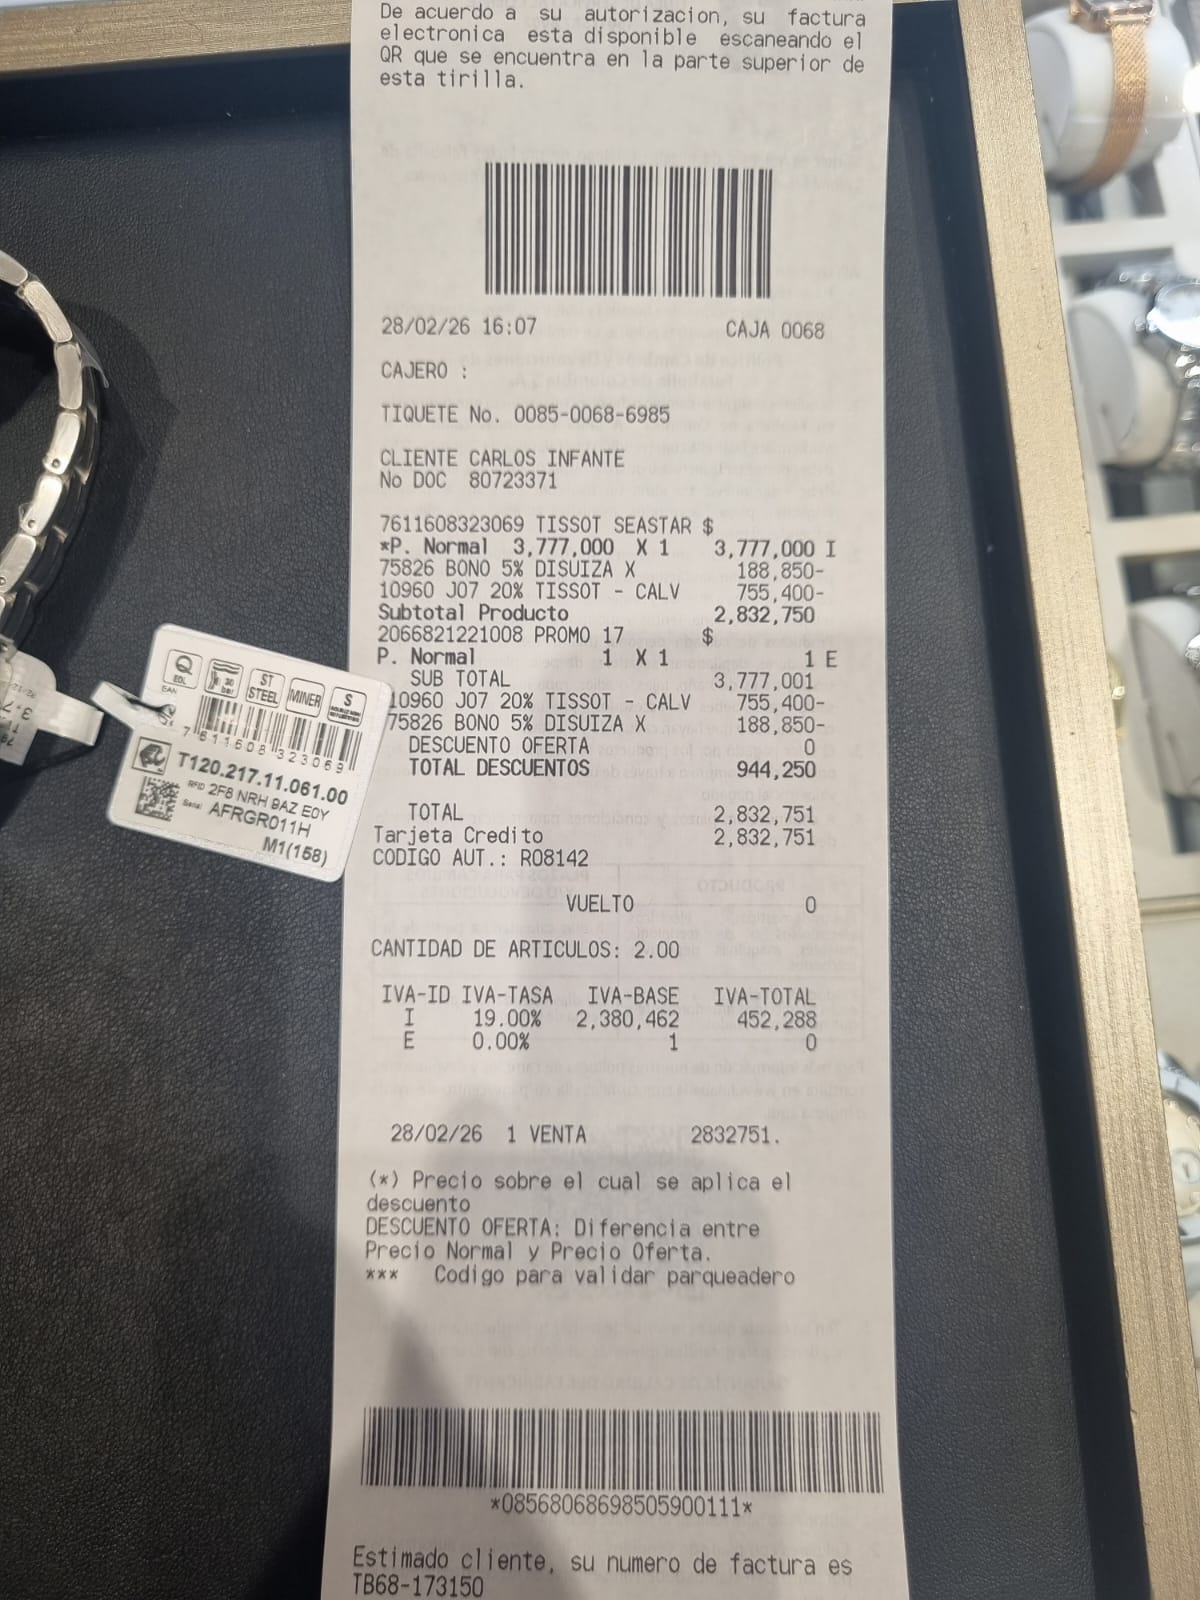 De acuerdo a su autorizacion, su factura
electronica esta disponible escaneando el
QR que se encuentra en la parte superior de
esta tirilla.
28/02/26 16:07 CAJA 0068
CAJERO :
TIQUETE No. 0085-0068-6985
CLIENTE CARLOS INFANTE
No DOC 80723371
7611608323069 TISSOT SEASTAR $
*P. Normal 3,777,000 X 1 3,777,000 I
75826 BONO 5% DISUIZA X 188,850-
10960 J07 20% TISSOT - CALV 755,400-
Subtotal Producto 2,832,750
2066821221008 PROMO 17 $
P. Normal 1 X 1 1 E
SUB TOTAL 3,777,001
10960 J07 20% TISSOT - CALV 755,400-
75826 BONO 5% DISUIZA X 188,850-
DESCUENTO OFERTA 0
TOTAL DESCUENTOS 944,250
TOTAL 2,832,751
Tarjeta Credito 2,832,751
CODIGO AUT.: R08142
VUELTO 0
CANTIDAD DE ARTICULOS: 2.00
IVA-ID IVA-TASA IVA-BASE IVA-TOTAL
I 19.00% 2,380,462 452,288
E 0.00% 1 0
28/02/26 1 VENTA 2832751.
(*) Precio sobre el cual se aplica el
descuento
DESCUENTO OFERTA: Diferencia entre
Precio Normal y Precio Oferta.
*** Codigo para validar parqueadero
*08568068698505900111*
Estimado cliente, su numero de factura es
TB68-173150
Q EOL
30 bar
ST STEEL
MINER
S
EAN
7 611608 323069
T120.217.11.061.00
RFID 2F8 NRH 9AZ E0Y
Serial AFRGR011H
M1(158)